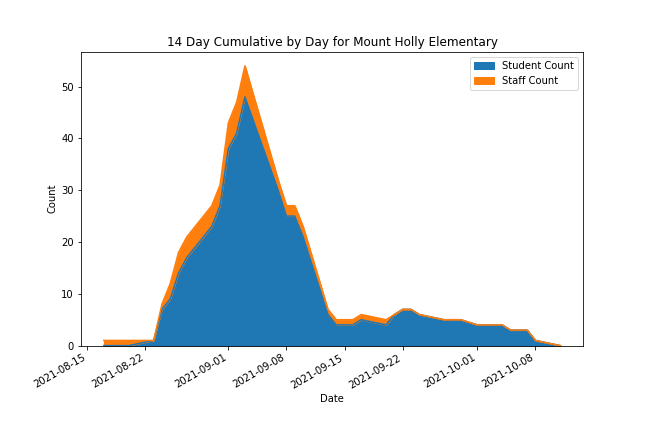 14 Day Cumulative by Day for Mount Holly Elementary
Student Count
Staff Count
Count
50
40
30
20
10
0
2021-08-15
2021-08-22
2021-09-01
2021-09-08
2021-09-15
2021-09-22
2021-10-01
2021-10-08
Date